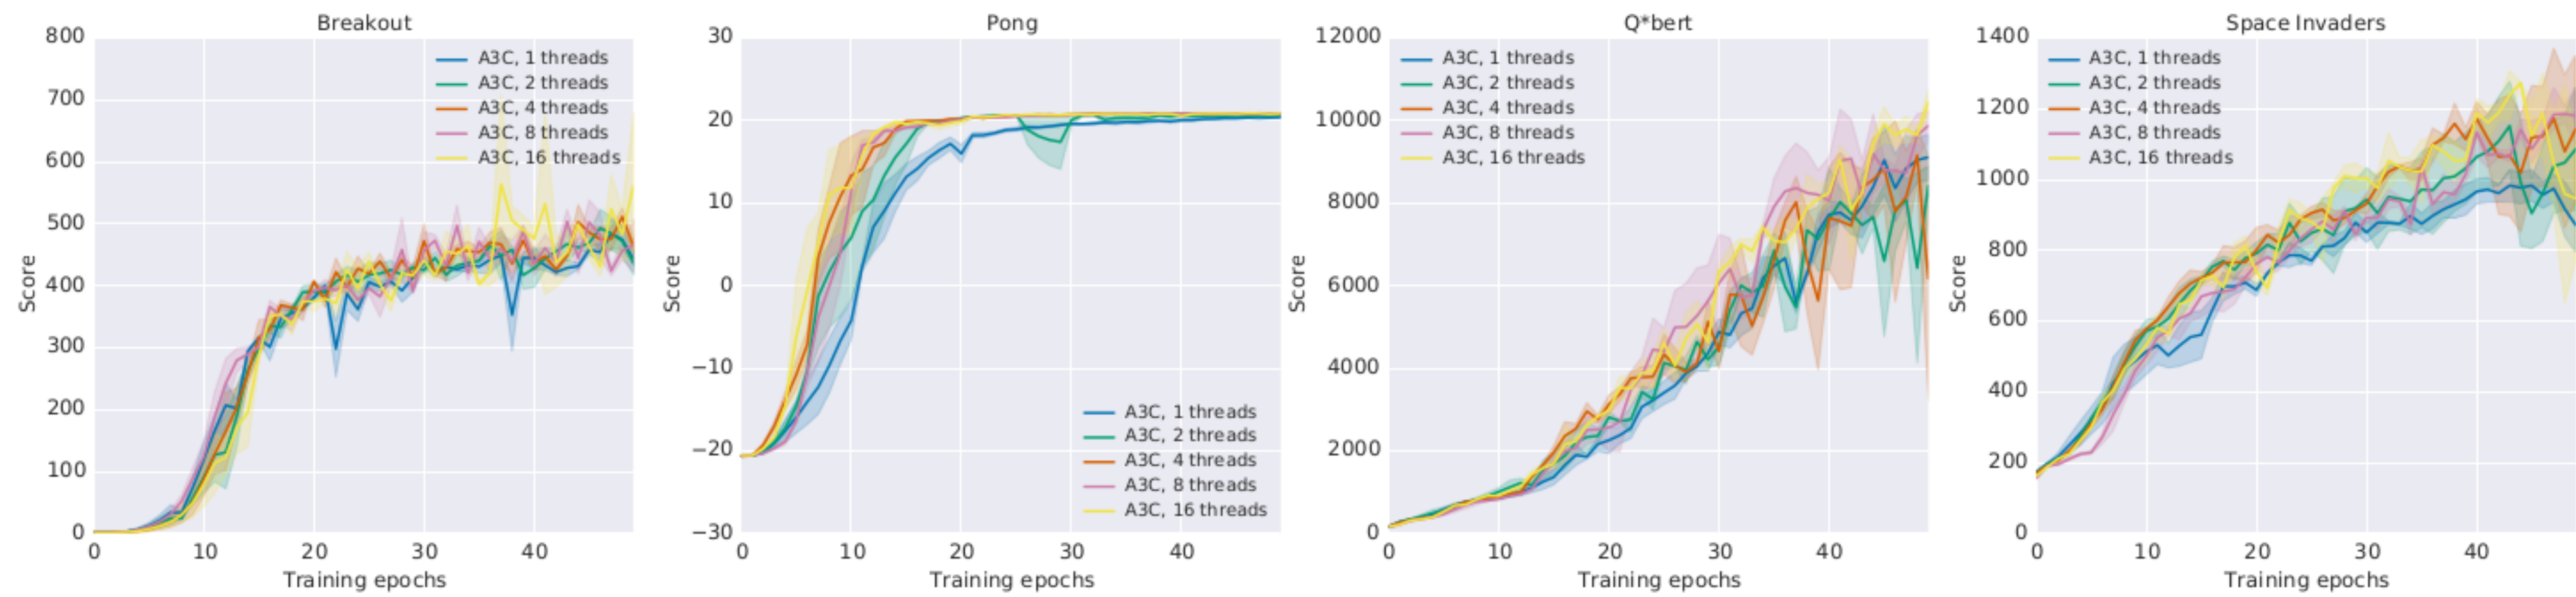 Breakout
800
700
600
500
400
300
200
100
0
Score
A3C, 1 threads
A3C, 2 threads
A3C, 4 threads
A3C, 8 threads
A3C, 16 threads
0 10 20 30 40
Training epochs
Pong
30
20
10
0
−10
−20
−30
Score
A3C, 1 threads
A3C, 2 threads
A3C, 4 threads
A3C, 8 threads
A3C, 16 threads
0 10 20 30 40
Training epochs
Q*bert
12000
10000
8000
6000
4000
2000
0
Score
A3C, 1 threads
A3C, 2 threads
A3C, 4 threads
A3C, 8 threads
A3C, 16 threads
0 10 20 30 40
Training epochs
Space Invaders
1400
1200
1000
800
600
400
200
0
Score
A3C, 1 threads
A3C, 2 threads
A3C, 4 threads
A3C, 8 threads
A3C, 16 threads
0 10 20 30 40
Training epochs